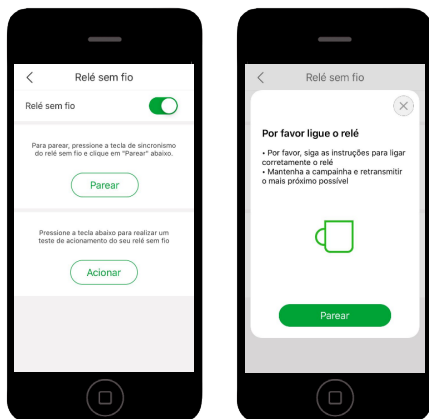 Relé sem fio
Relé sem fio
Para parear, pressione a tecla de sincronismo
do relé sem fio e clique em "Parear" abaixo.
Parear
Pressione a tecla abaixo para realizar um
teste de acionamento do seu relé sem fio
Acionar
Relé sem fio
Por favor ligue o relé
• Por favor, siga as instruções para ligar
corretamente o relé
• Mantenha a campainha e retransmitir
o mais próximo possível
Parear